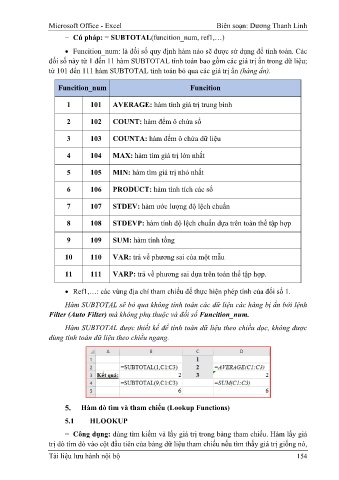 Microsoft Office - Excel Biên soạn: Dương Thanh Linh
− Cú pháp: = SUBTOTAL(funcition_num, ref1,…)
• Funcition_num: là đối số quy định hàm nào sẽ được sử dụng để tính toán. Các
đối số này từ 1 đến 11 hàm SUBTOTAL tính toán bao gồm các giá trị ẩn trong dữ liệu;
từ 101 đến 111 hàm SUBTOTAL tính toán bỏ qua các giá trị ẩn (hàng ẩn).
Funcition_num Funcition
1 101 AVERAGE: hàm tính giá trị trung bình
2 102 COUNT: hàm đếm ô chứa số
3 103 COUNTA: hàm đếm ô chứa dữ liệu
4 104 MAX: hàm tìm giá trị lớn nhất
5 105 MIN: hàm tìm giá trị nhỏ nhất
6 106 PRODUCT: hàm tính tích các số
7 107 STDEV: hàm ước lượng độ lệch chuẩn
8 108 STDEVP: hàm tính độ lệch chuẩn dựa trên toàn thể tập hợp
9 109 SUM: hàm tính tổng
10 110 VAR: trả về phương sai của một mẫu
11 111 VARP: trả về phương sai dựa trên toàn thể tập hợp.
• Ref1,…: các vùng địa chỉ tham chiếu để thực hiện phép tính của đối số 1.
Hàm SUBTOTAL sẽ bỏ qua không tính toán các dữ liệu các hàng bị ẩn bởi lệnh
Filter (Auto Filter) mà không phụ thuộc và đối số Funcition_num.
Hàm SUBTOTAL được thiết kế để tính toán dữ liệu theo chiều dọc, không được
dùng tính toán dữ liệu theo chiều ngang.
A B C D
1 1
2 =SUBTOTAL(1,C1:C3) 2 =AVERAGE(C1:C3)
3 Kết quả: 2 3 2
4 =SUBTOTAL(9,C1:C3) =SUM(C1:C3)
5 6 6
5. Hàm dò tìm và tham chiếu (Lookup Functions)
5.1 HLOOKUP
− Công dụng: dùng tìm kiếm và lấy giá trị trong bảng tham chiếu. Hàm lấy giá
trị dò tìm dò vào cột đầu tiên của bảng dữ liệu tham chiếu nếu tìm thấy giá trị giống nó,
Tài liệu lưu hành nội bộ 154